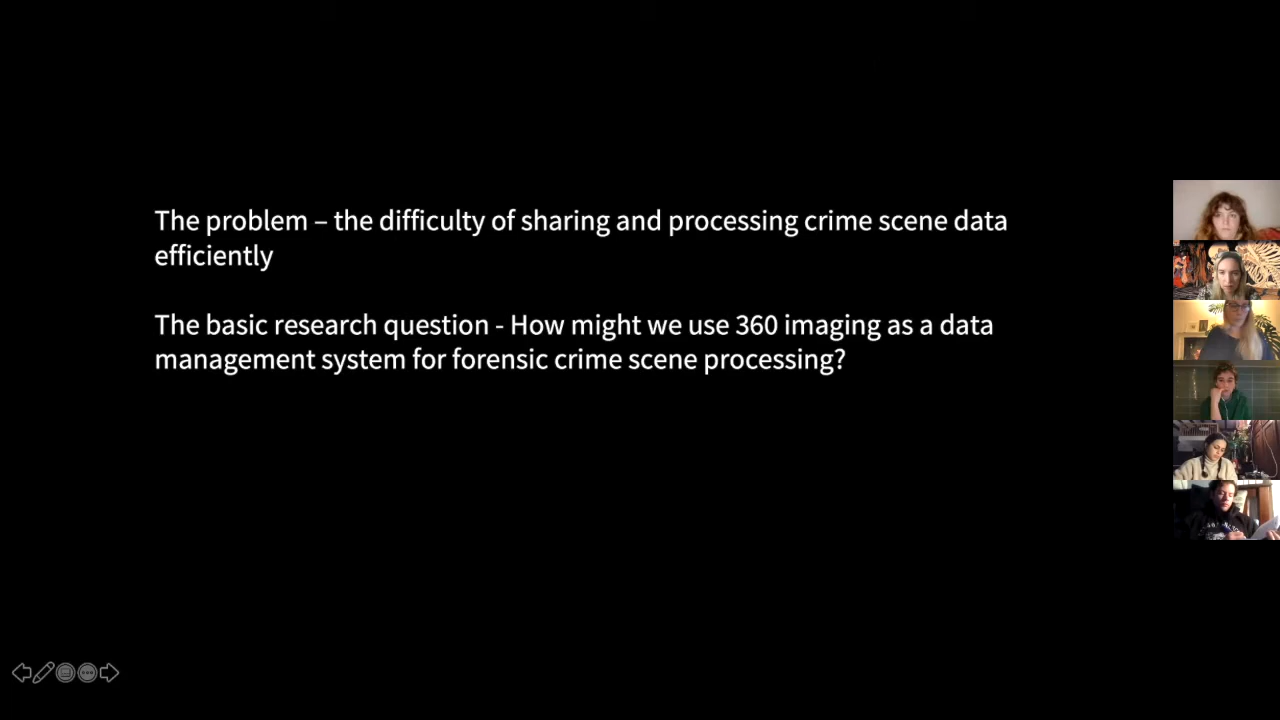 The problem – the difficulty of sharing and processing crime scene data
efficiently
The basic research question - How might we use 360 imaging as a data
management system for forensic crime scene processing?